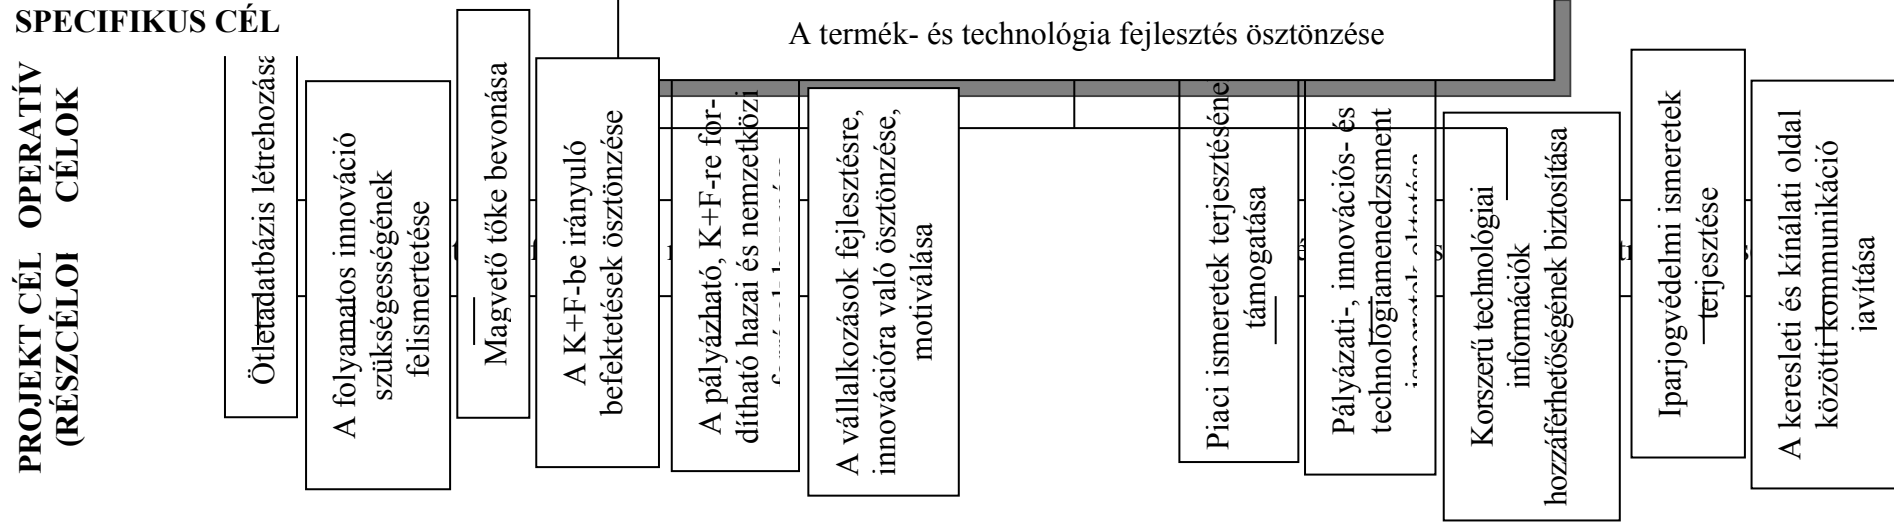 SPECIFIKUS CÉL
A termék- és technológia fejlesztés ösztönzése
OPERATÍV
CÉLOK
PROJEKT CÉL
(RÉSZCÉLOI
Ötletadatbázis létrehozása
A folyamatos innováció
szükségességének
felismertetése
Magvető tőke bevonása
A K+F-be irányuló
befektetések ösztönzése
A pályázható, K+F-re for-
dítható hazai és nemzetközi
A vállalkozások fejlesztésre,
innovációra való ösztönzése,
motiválása
Piaci ismeretek terjesztéséne
támogatása
Pályázati-, innovációs- és
technológiamenedzsment
ismeretek oktatása
Korszerű technológiai
információk
hozzáférhetőségének biztosítása
Iparjogvédelmi ismeretek
terjesztése
A keresleti és kínálati oldal
közötti kommunikáció
javítása